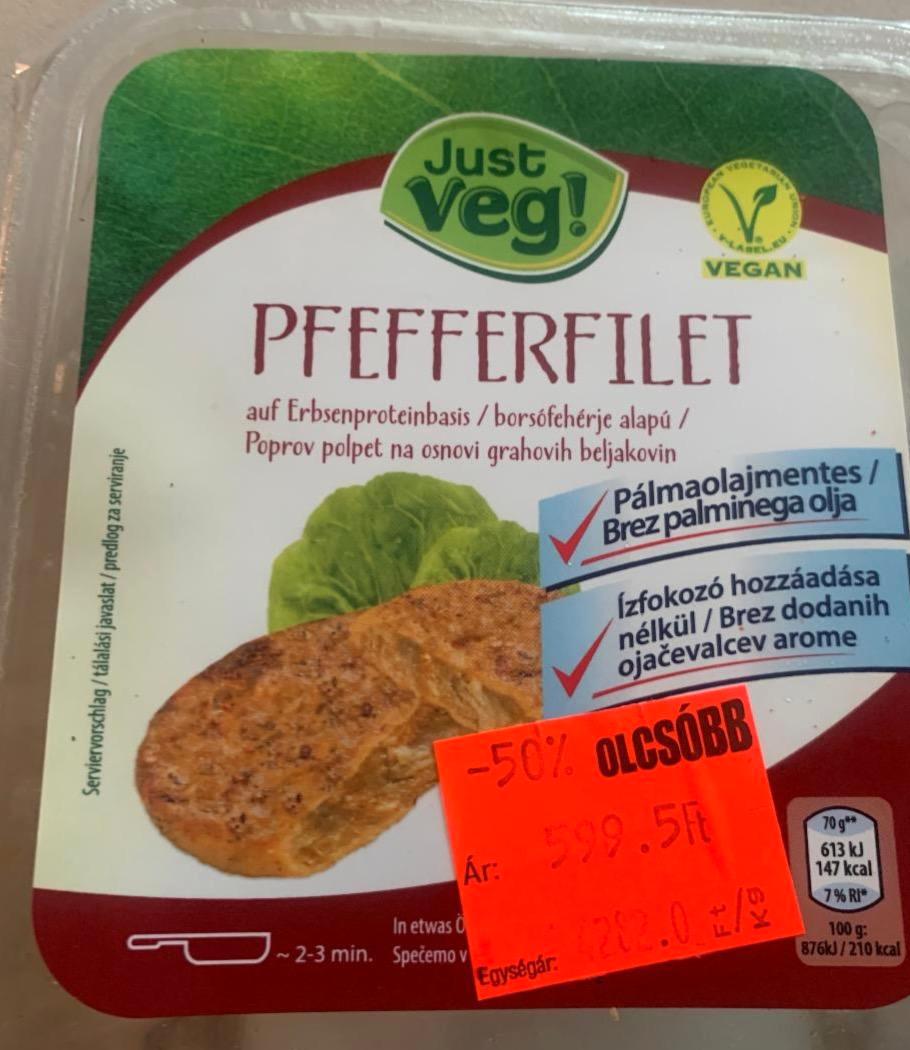 Just
Veg!
EUROPEAN VEGETARIAN UNION
V-LABEL.EU
VEGAN
PFEFFERFILET
auf Erbsenproteinbasis / borsófehérje alapú /
Poprov polpet na osnovi grahovih beljakovin
Serviervorschlag / tálalási javaslat / predlog za serviranje
Pálmaolajmentes /
Brez palminega olja
Ízfokozó hozzáadása
nélkül / Brez dodanih
ojačevalcev arome
-50% OLCSÓBB
Ár: 599.5Ft
Egységár: 4282.0 Ft/kg
70 g**
613 kJ
147 kcal
7% RI*
100 g:
876kJ / 210 kcal
~ 2-3 min.
In etwas
Spečemo v